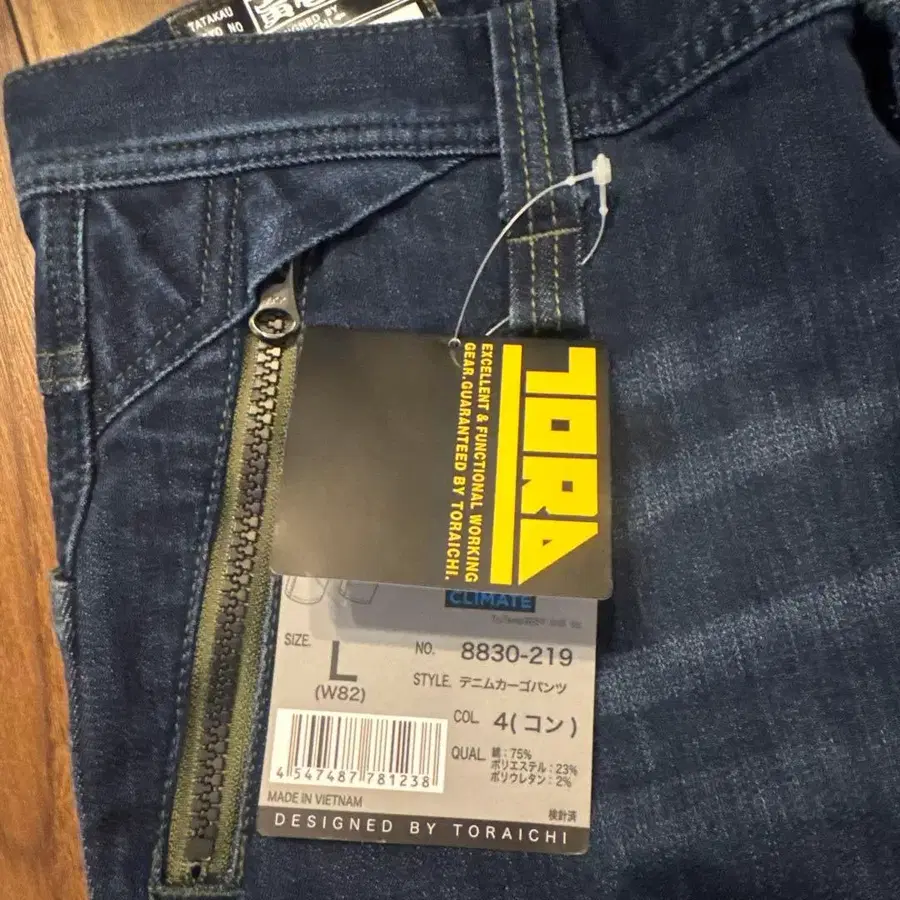 TATAKAU
NO
DESIGNED BY
TORA
EXCELLENT & FUNCTIONAL WORKING
GEAR.GUARANTEED BY TORAICHI.
CLIMATE
SIZE. L
(W82)
NO. 8830-219
STYLE. デニムカーゴパンツ
COL. 4(コン)
QUAL. 綿:75%
ポリエステル:23%
ポリウレタン:2%
4 547487 781238
MADE IN VIETNAM
検針済
DESIGNED BY TORAICHI